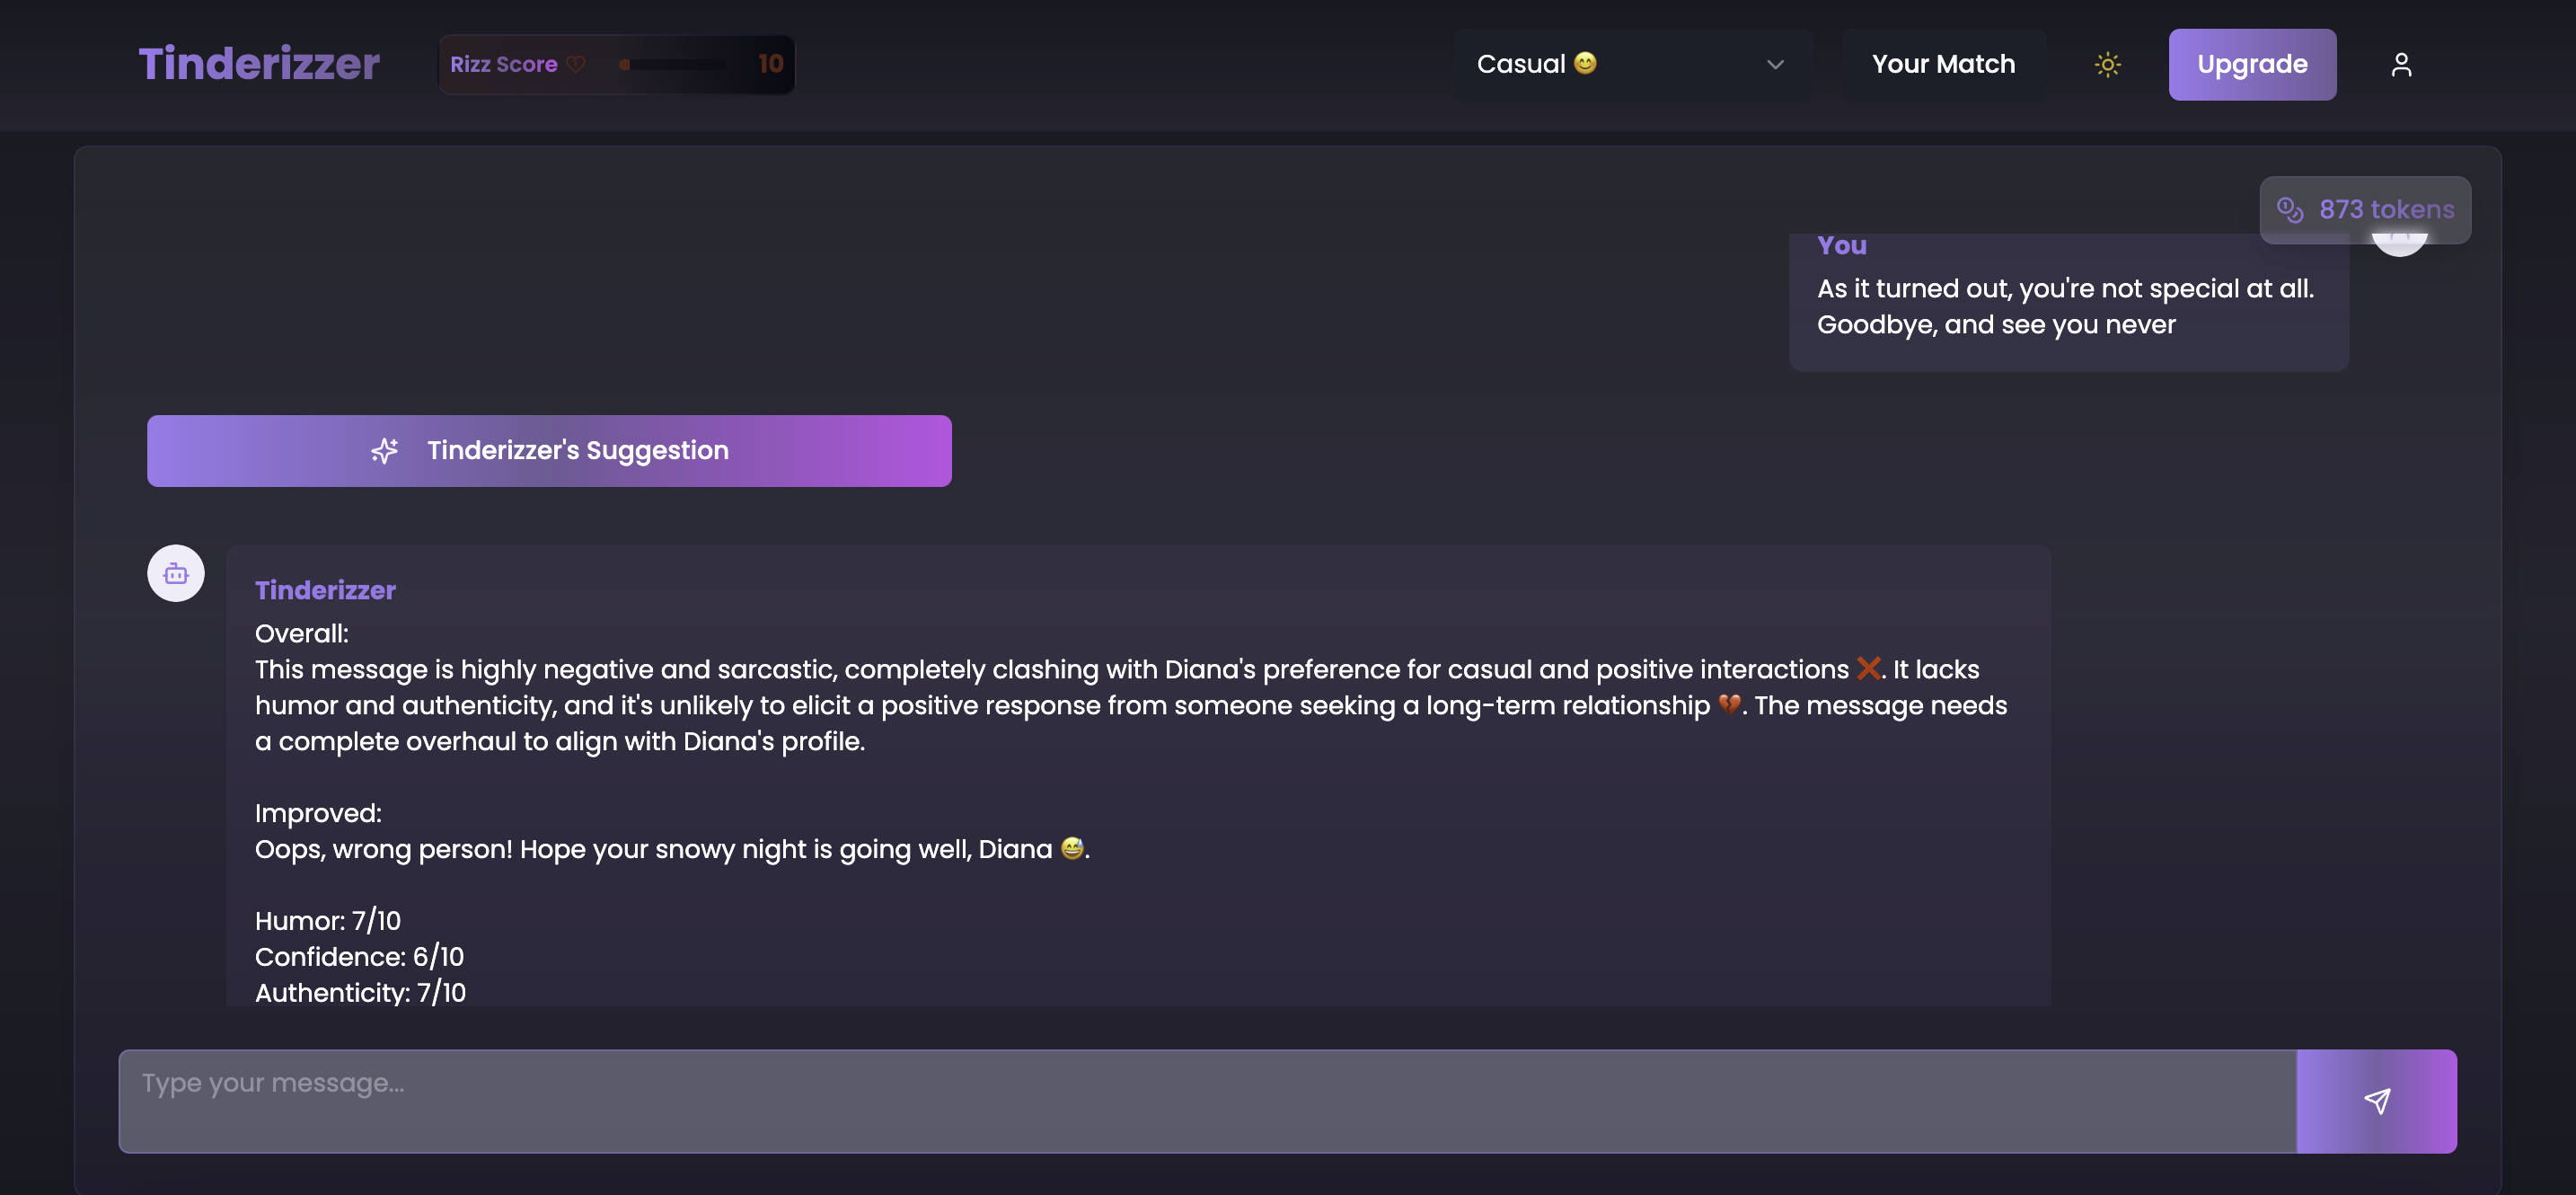 Tinderizzer
Rizz Score ♡ 10
Casual 😊
Your Match
Upgrade
873 tokens
You
As it turned out, you're not special at all.
Goodbye, and see you never
Tinderizzer's Suggestion
Tinderizzer
Overall:
This message is highly negative and sarcastic, completely clashing with Diana's preference for casual and positive interactions ❌. It lacks
humor and authenticity, and it's unlikely to elicit a positive response from someone seeking a long-term relationship 💔. The message needs
a complete overhaul to align with Diana's profile.
Improved:
Oops, wrong person! Hope your snowy night is going well, Diana 😅.
Humor: 7/10
Confidence: 6/10
Authenticity: 7/10
Type your message...